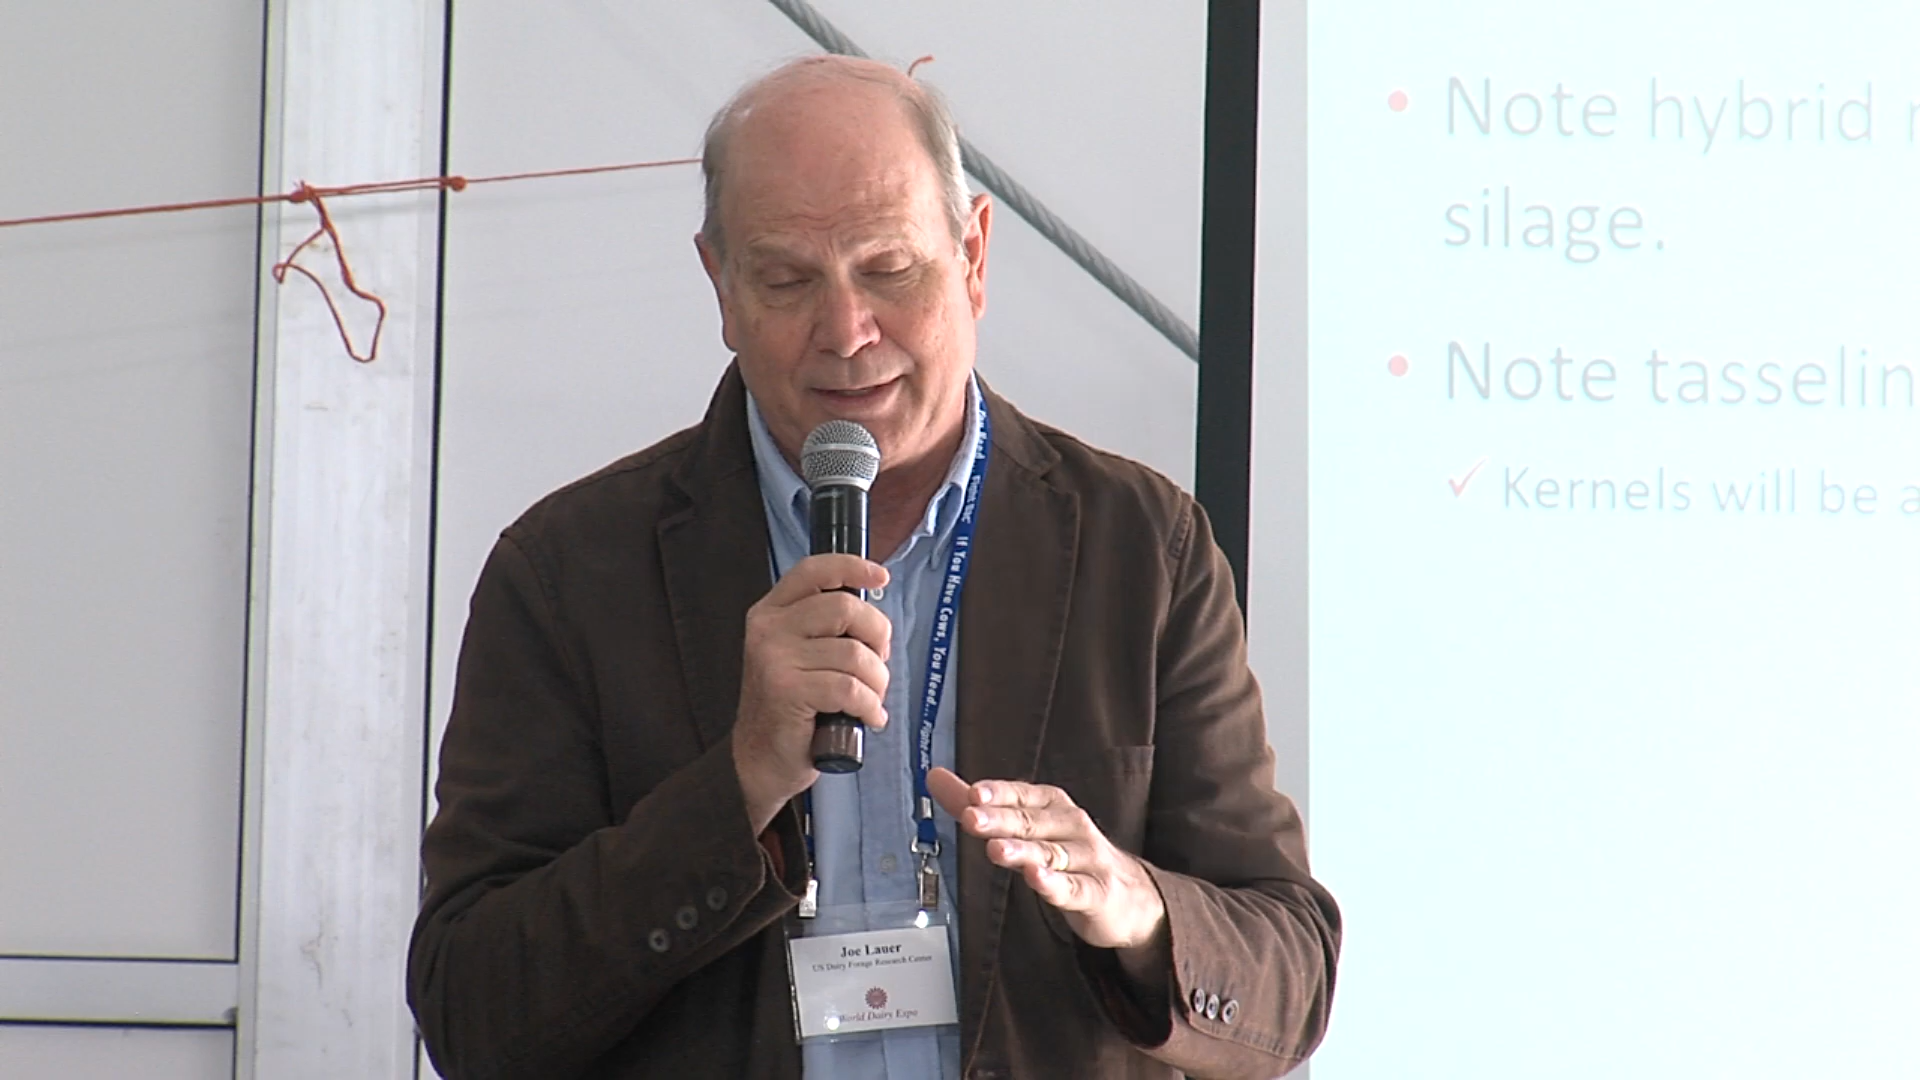 Note hybrid
silage.
Note tasselin
Kernels will be a
If You Have Cows, You Need...
Joe Lauer
US Dairy Forage Research Center
World Dairy Expo